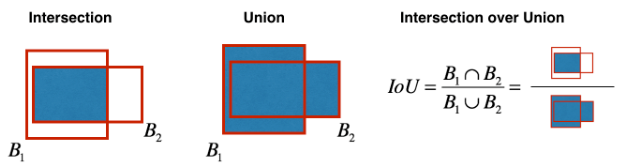 Intersection
Union
Intersection over Union
B₁
B₂
B₁
B₂
IoU = B₁ ∩ B₂ / B₁ ∪ B₂ =